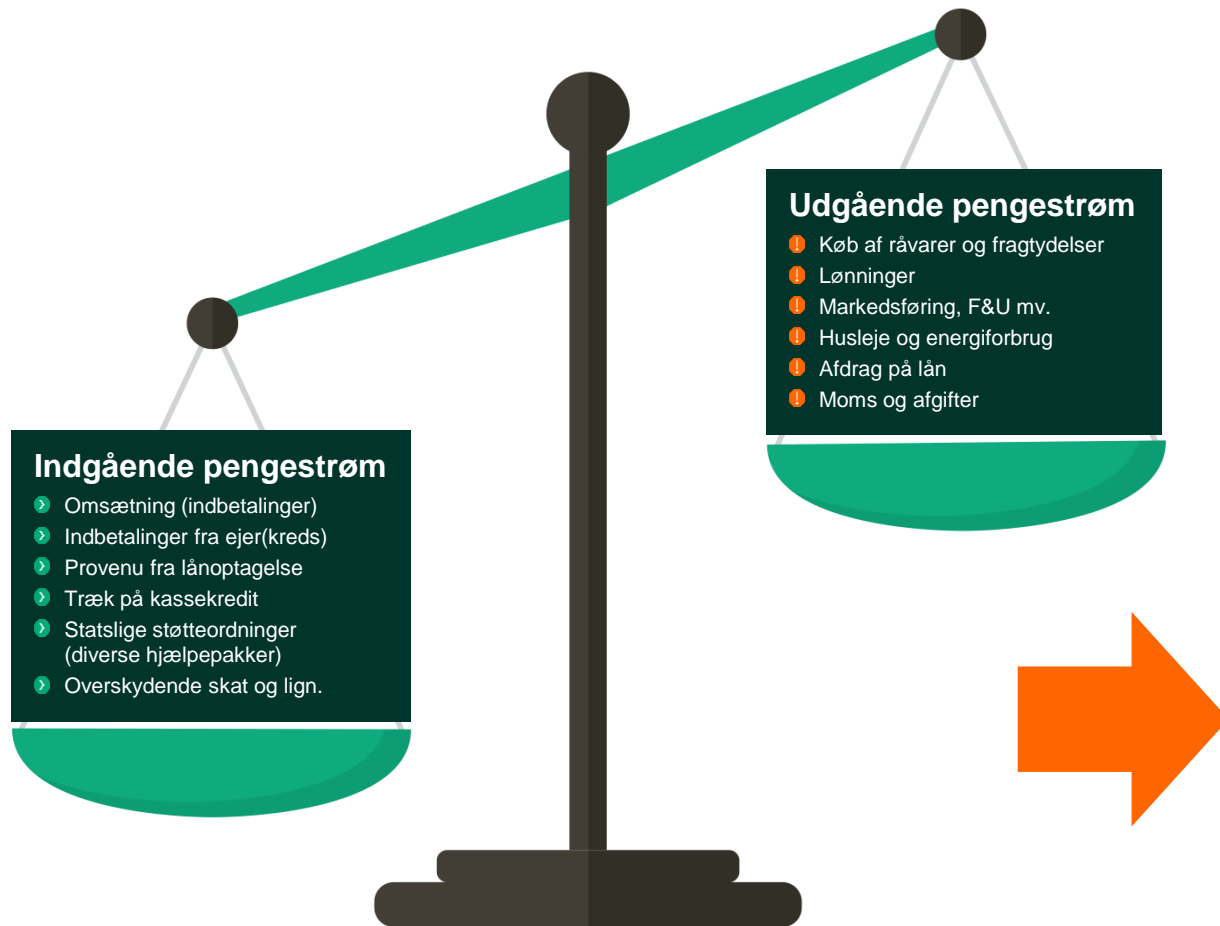 Udgående pengestrøm
Køb af råvarer og fragtydelser
Lønninger
Markedsføring, F&U mv.
Husleje og energiforbrug
Afdrag på lån
Moms og afgifter
Indgående pengestrøm
Omsætning (indbetalinger)
Indbetalinger fra ejer(kreds)
Provenu fra lånoptagelse
Træk på kassekredit
Statslige støtteordninger
(diverse hjælpepakker)
Overskydende skat og lign.